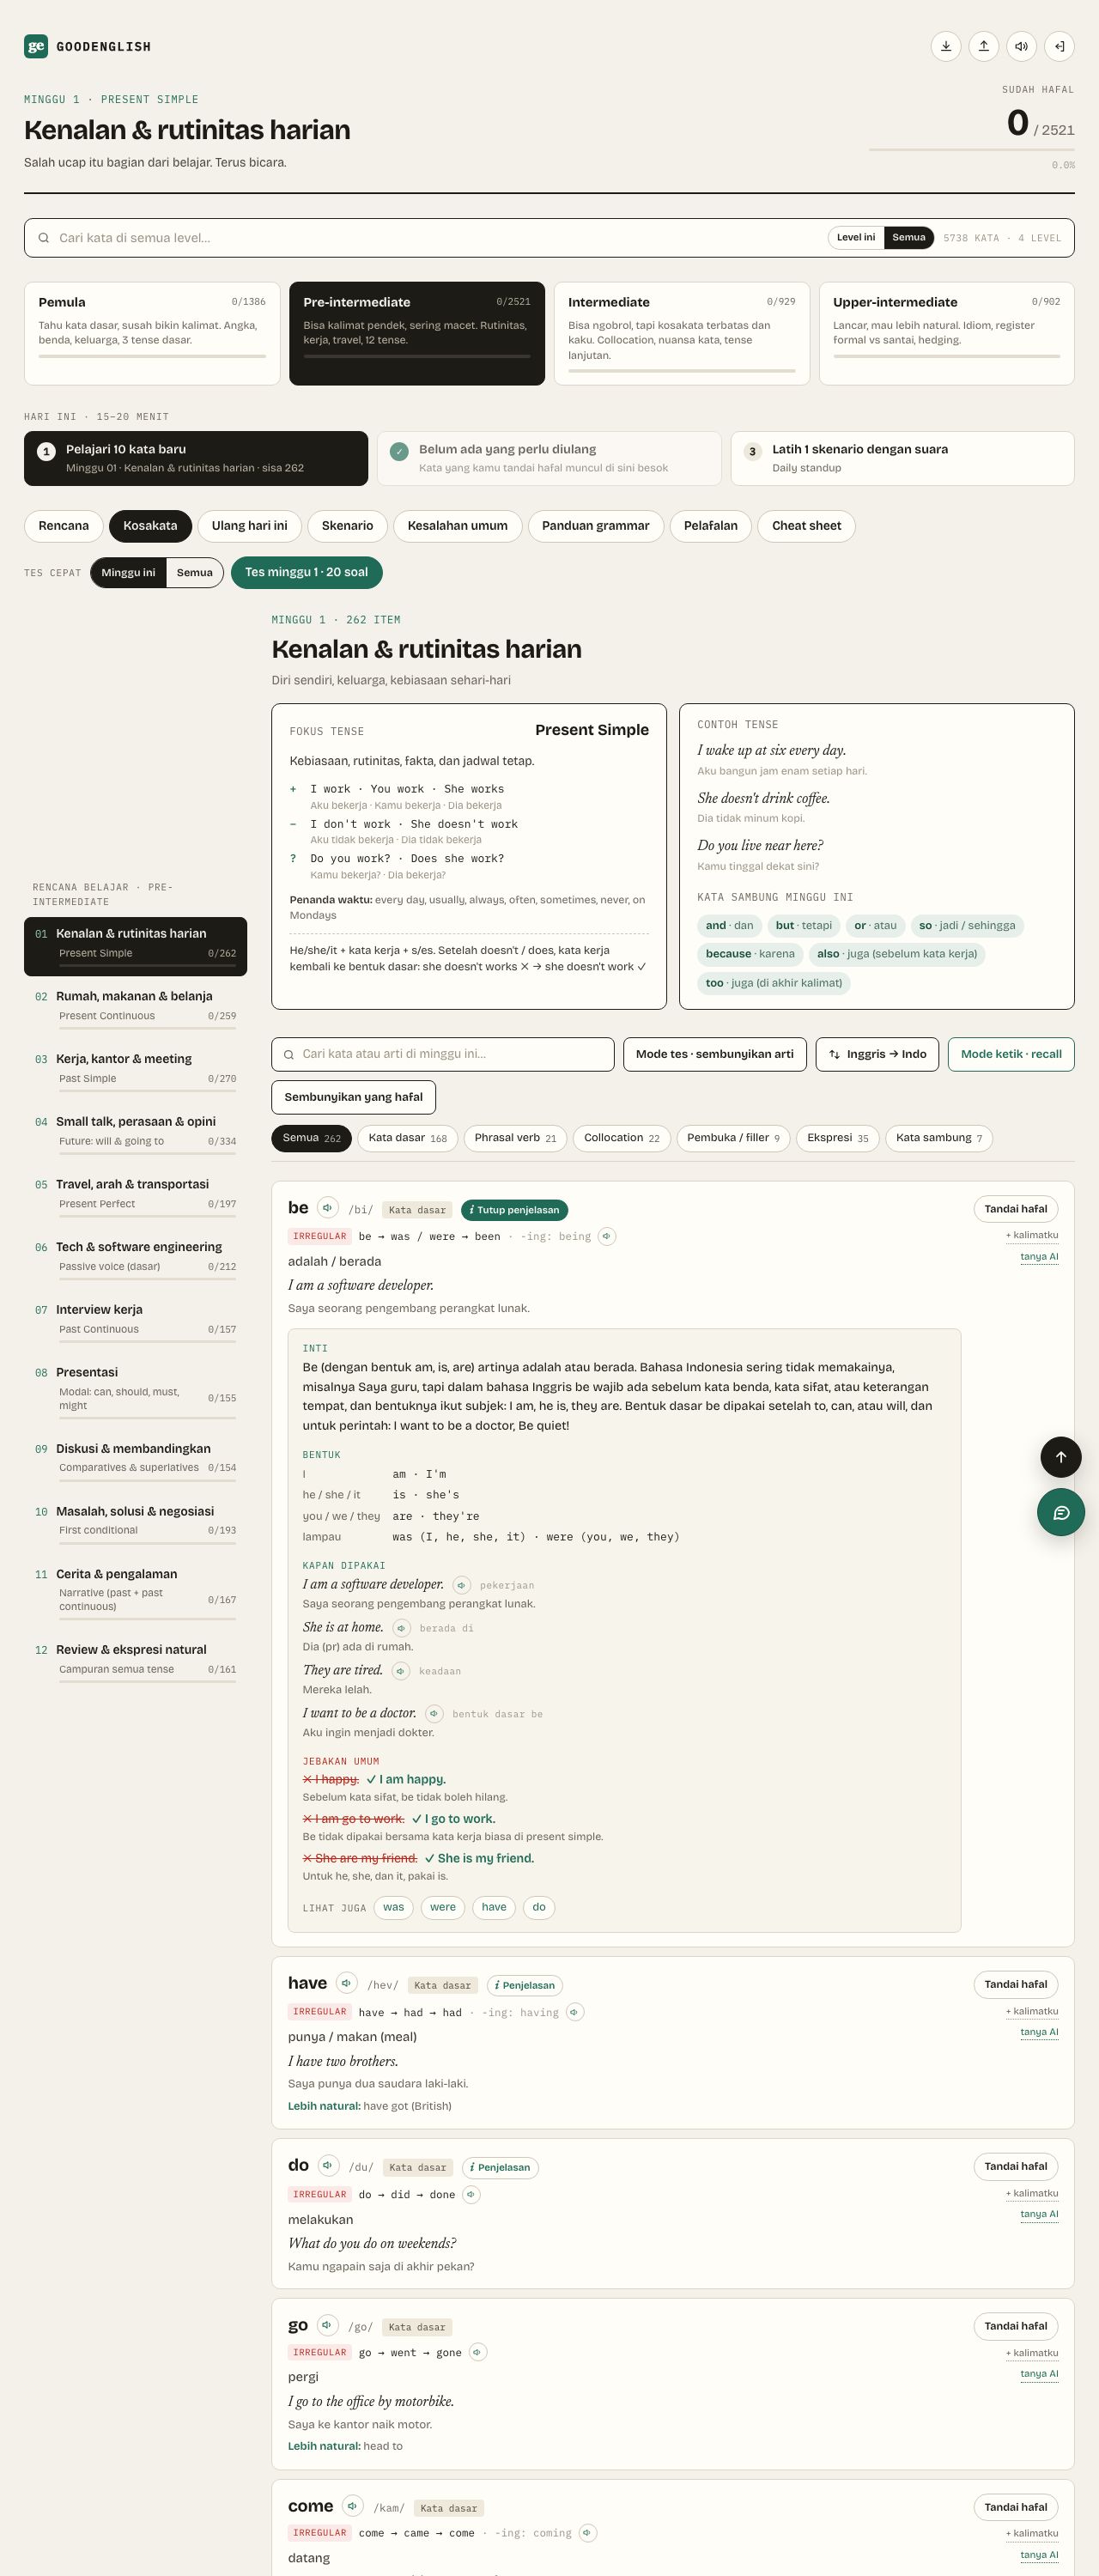 ge GOODENGLISH
MINGGU 1 · PRESENT SIMPLE
Kenalan & rutinitas harian
Salah ucap itu bagian dari belajar. Terus bicara.
SUDAH HAFAL
0 / 2521
0.0%
Cari kata di semua level...
Level ini Semua 5738 KATA · 4 LEVEL
Pemula 0/1386
Tahu kata dasar, susah bikin kalimat. Angka,
benda, keluarga, 3 tense dasar.
Pre-intermediate 0/2521
Bisa kalimat pendek, sering macet. Rutinitas,
kerja, travel, 12 tense.
Intermediate 0/929
Bisa ngobrol, tapi kosakata terbatas dan
kaku. Collocation, nuansa kata, tense
lanjutan.
Upper-intermediate 0/902
Lancar, mau lebih natural. Idiom, register
formal vs santai, hedging.
HARI INI · 15–20 MENIT
1 Pelajari 10 kata baru
Minggu 01 · Kenalan & rutinitas harian · sisa 262
✓ Belum ada yang perlu diulang
Kata yang kamu tandai hafal muncul di sini besok
3 Latih 1 skenario dengan suara
Daily standup
Rencana Kosakata Ulang hari ini Skenario Kesalahan umum Panduan grammar Pelafalan Cheat sheet
TES CEPAT Minggu ini Semua Tes minggu 1 · 20 soal
RENCANA BELAJAR · PRE-
INTERMEDIATE
01 Kenalan & rutinitas harian
Present Simple 0/262
02 Rumah, makanan & belanja
Present Continuous 0/259
03 Kerja, kantor & meeting
Past Simple 0/270
04 Small talk, perasaan & opini
Future: will & going to 0/334
05 Travel, arah & transportasi
Present Perfect 0/197
06 Tech & software engineering
Passive voice (dasar) 0/212
07 Interview kerja
Past Continuous 0/157
08 Presentasi
Modal: can, should, must,
might 0/155
09 Diskusi & membandingkan
Comparatives & superlatives 0/154
10 Masalah, solusi & negosiasi
First conditional 0/193
11 Cerita & pengalaman
Narrative (past + past
continuous) 0/167
12 Review & ekspresi natural
Campuran semua tense 0/161
MINGGU 1 · 262 ITEM
Kenalan & rutinitas harian
Diri sendiri, keluarga, kebiasaan sehari-hari
FOKUS TENSE Present Simple
Kebiasaan, rutinitas, fakta, dan jadwal tetap.
+ I work · You work · She works
Aku bekerja · Kamu bekerja · Dia bekerja
− I don't work · She doesn't work
Aku tidak bekerja · Dia tidak bekerja
? Do you work? · Does she work?
Kamu bekerja? · Dia bekerja?
Penanda waktu: every day, usually, always, often, sometimes, never, on
Mondays
He/she/it + kata kerja + s/es. Setelah doesn't / does, kata kerja
kembali ke bentuk dasar: she doesn't works ✕ → she doesn't work ✓
CONTOH TENSE
I wake up at six every day.
Aku bangun jam enam setiap hari.
She doesn't drink coffee.
Dia tidak minum kopi.
Do you live near here?
Kamu tinggal dekat sini?
KATA SAMBUNG MINGGU INI
and · dan but · tetapi or · atau so · jadi / sehingga
because · karena also · juga (sebelum kata kerja)
too · juga (di akhir kalimat)
Cari kata atau arti di minggu ini... Mode tes · sembunyikan arti Inggris → Indo Mode ketik · recall
Sembunyikan yang hafal
Semua 262 Kata dasar 168 Phrasal verb 21 Collocation 22 Pembuka / filler 9 Ekspresi 35 Kata sambung 7
be /bi/ Kata dasar i Tutup penjelasan Tandai hafal
IRREGULAR be → was / were → been · -ing: being + kalimatku
adalah / berada tanya AI
I am a software developer.
Saya seorang pengembang perangkat lunak.
INTI
Be (dengan bentuk am, is, are) artinya adalah atau berada. Bahasa Indonesia sering tidak memakainya,
misalnya Saya guru, tapi dalam bahasa Inggris be wajib ada sebelum kata benda, kata sifat, atau keterangan
tempat, dan bentuknya ikut subjek: I am, he is, they are. Bentuk dasar be dipakai setelah to, can, atau will, dan
untuk perintah: I want to be a doctor, Be quiet!
BENTUK
I am · I'm
he / she / it is · she's
you / we / they are · they're
lampau was (I, he, she, it) · were (you, we, they)
KAPAN DIPAKAI
I am a software developer. pekerjaan
Saya seorang pengembang perangkat lunak.
She is at home. berada di
Dia (pr) ada di rumah.
They are tired. keadaan
Mereka lelah.
I want to be a doctor. bentuk dasar be
Aku ingin menjadi dokter.
JEBAKAN UMUM
✕ I happy. ✓ I am happy.
Sebelum kata sifat, be tidak boleh hilang.
✕ I am go to work. ✓ I go to work.
Be tidak dipakai bersama kata kerja biasa di present simple.
✕ She are my friend. ✓ She is my friend.
Untuk he, she, dan it, pakai is.
LIHAT JUGA was were have do
have /hev/ Kata dasar i Penjelasan Tandai hafal
IRREGULAR have → had → had · -ing: having + kalimatku
punya / makan (meal) tanya AI
I have two brothers.
Saya punya dua saudara laki-laki.
Lebih natural: have got (British)
do /du/ Kata dasar i Penjelasan Tandai hafal
IRREGULAR do → did → done + kalimatku
melakukan tanya AI
What do you do on weekends?
Kamu ngapain saja di akhir pekan?
go /go/ Kata dasar Tandai hafal
IRREGULAR go → went → gone + kalimatku
pergi tanya AI
I go to the office by motorbike.
Saya ke kantor naik motor.
Lebih natural: head to
come /kam/ Kata dasar Tandai hafal
IRREGULAR come → came → come · -ing: coming + kalimatku
datang tanya AI